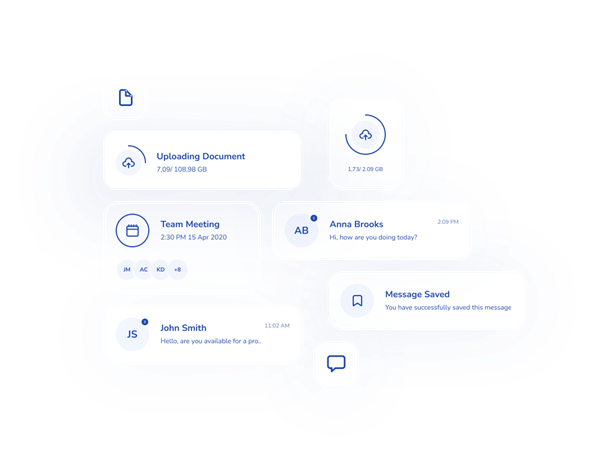 Uploading Document
7.09/ 108,98 GB
1,73/ 2.09 GB
Team Meeting
2:30 PM 15 Apr 2020
JM AC KD +8
AB
Anna Brooks
2:09 PM
Hi, how are you doing today?
Message Saved
You have successfully saved this message
JS
John Smith
11:02 AM
Hello, are you available for a pro..